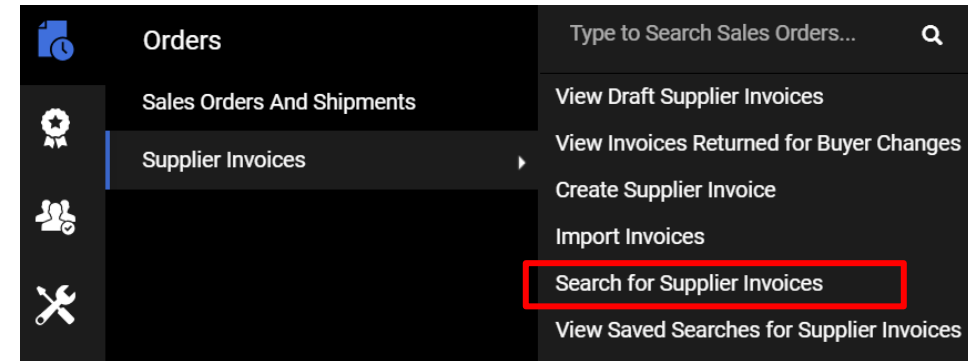 Orders
Sales Orders And Shipments
Supplier Invoices
Type to Search Sales Orders...
View Draft Supplier Invoices
View Invoices Returned for Buyer Changes
Create Supplier Invoice
Import Invoices
Search for Supplier Invoices
View Saved Searches for Supplier Invoices